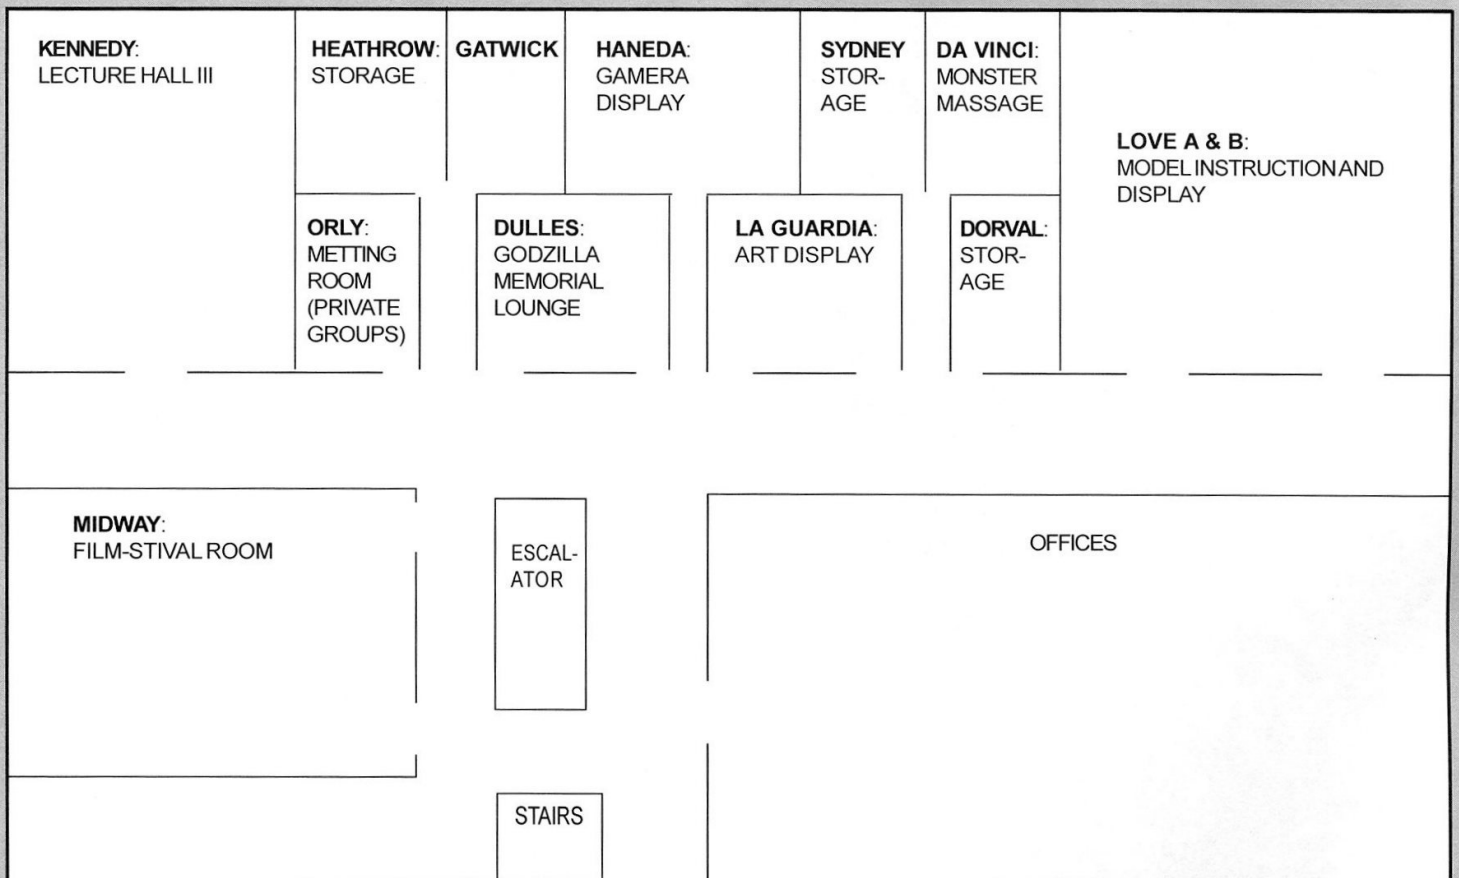 KENNEDY:
LECTURE HALL III
HEATHROW:
STORAGE
GATWICK
HANEDA:
GAMERA
DISPLAY
SYDNEY
STOR-
AGE
DA VINCI:
MONSTER
MASSAGE
LOVE A & B:
MODEL INSTRUCTION AND
DISPLAY
ORLY:
METTING
ROOM
(PRIVATE
GROUPS)
DULLES:
GODZILLA
MEMORIAL
LOUNGE
LA GUARDIA:
ART DISPLAY
DORVAL:
STOR-
AGE
MIDWAY:
FILM-STIVAL ROOM
ESCAL-
ATOR
OFFICES
STAIRS